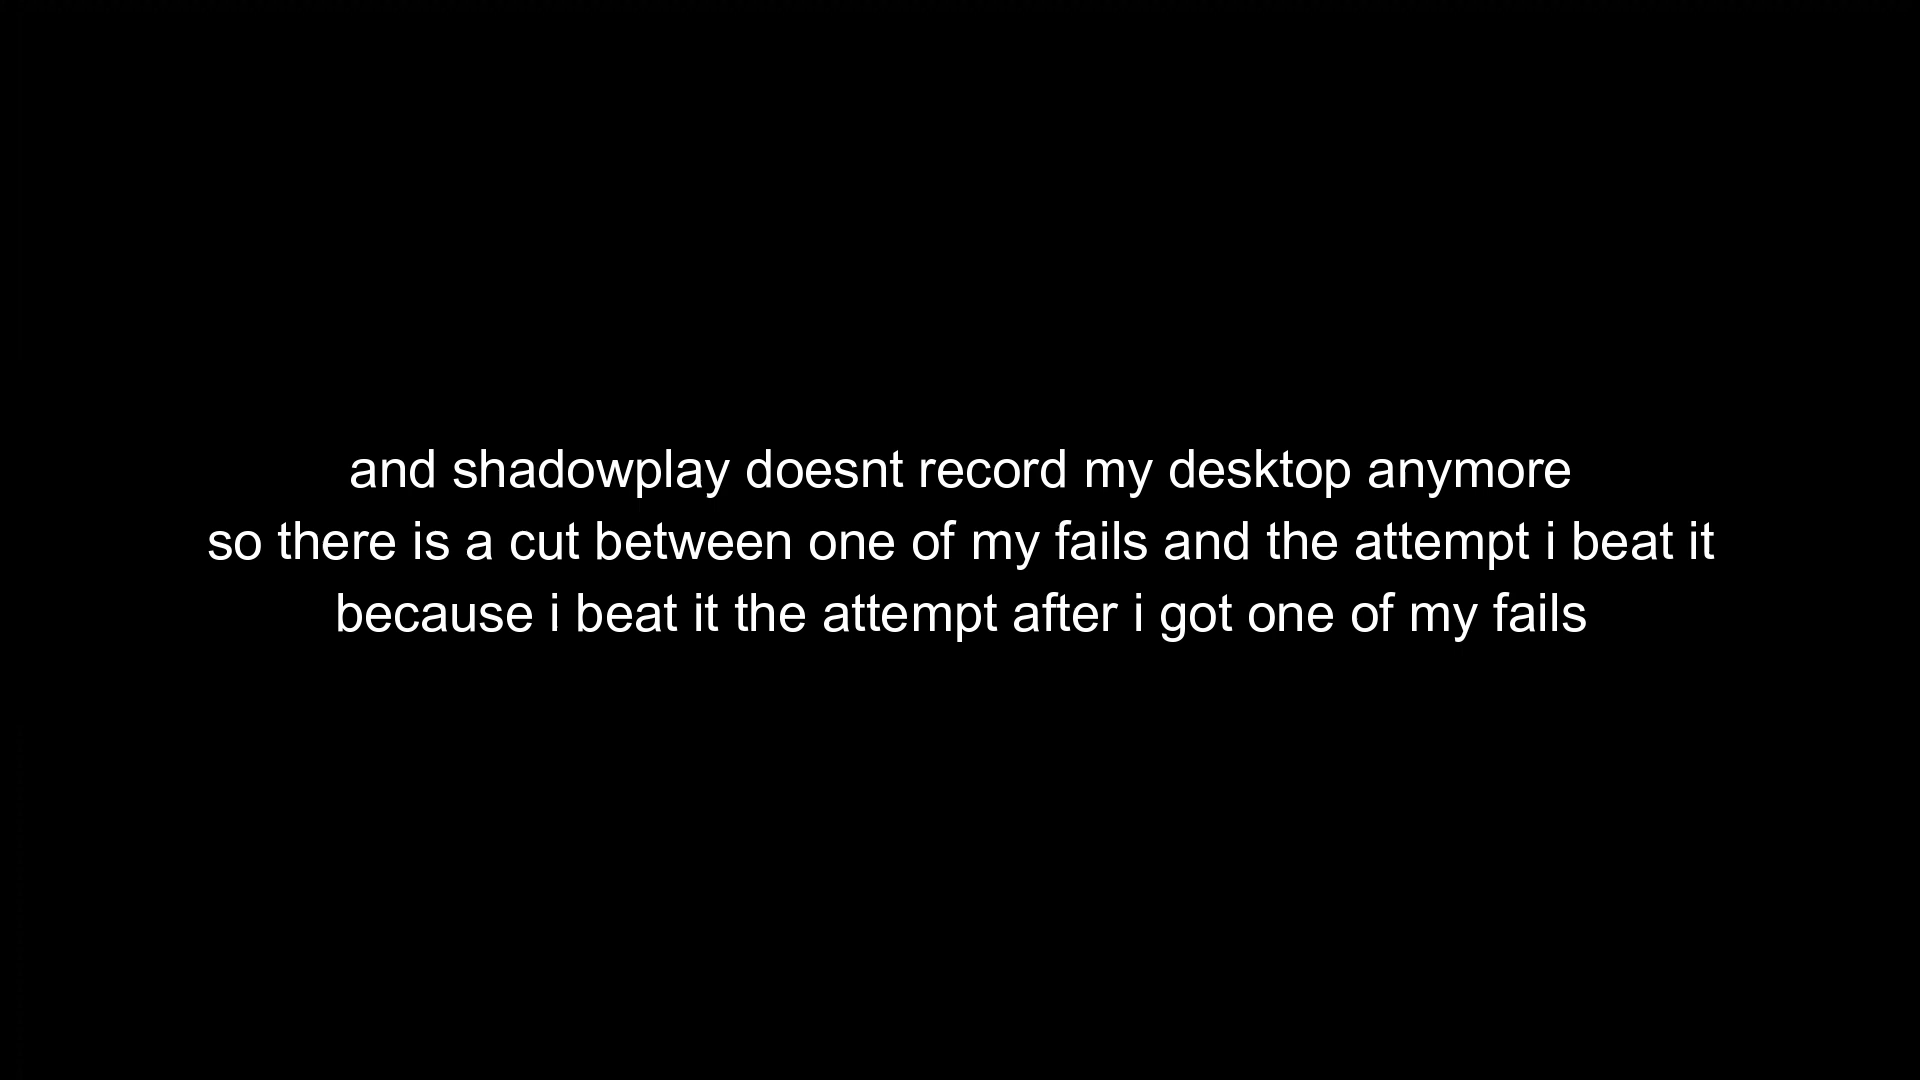 and shadowplay doesnt record my desktop anymore
so there is a cut between one of my fails and the attempt i beat it
because i beat it the attempt after i got one of my fails